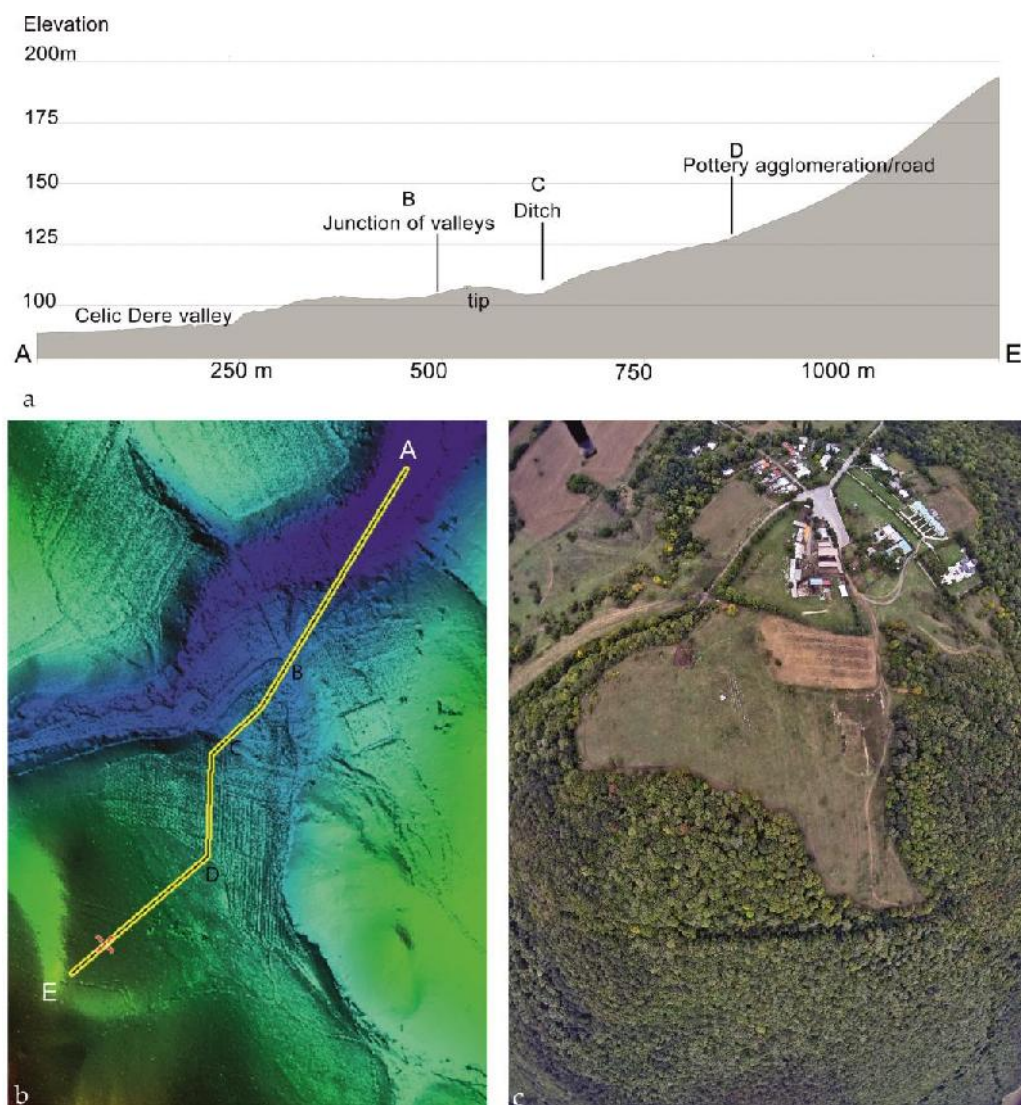 Elevation
200m
175
150
125
100
B
Junction of valleys
C
Ditch
D
Pottery agglomeration/road
tip
Celic Dere valley
A
E
250 m
500
750
1000 m
a
A
B
C
D
E
b
c